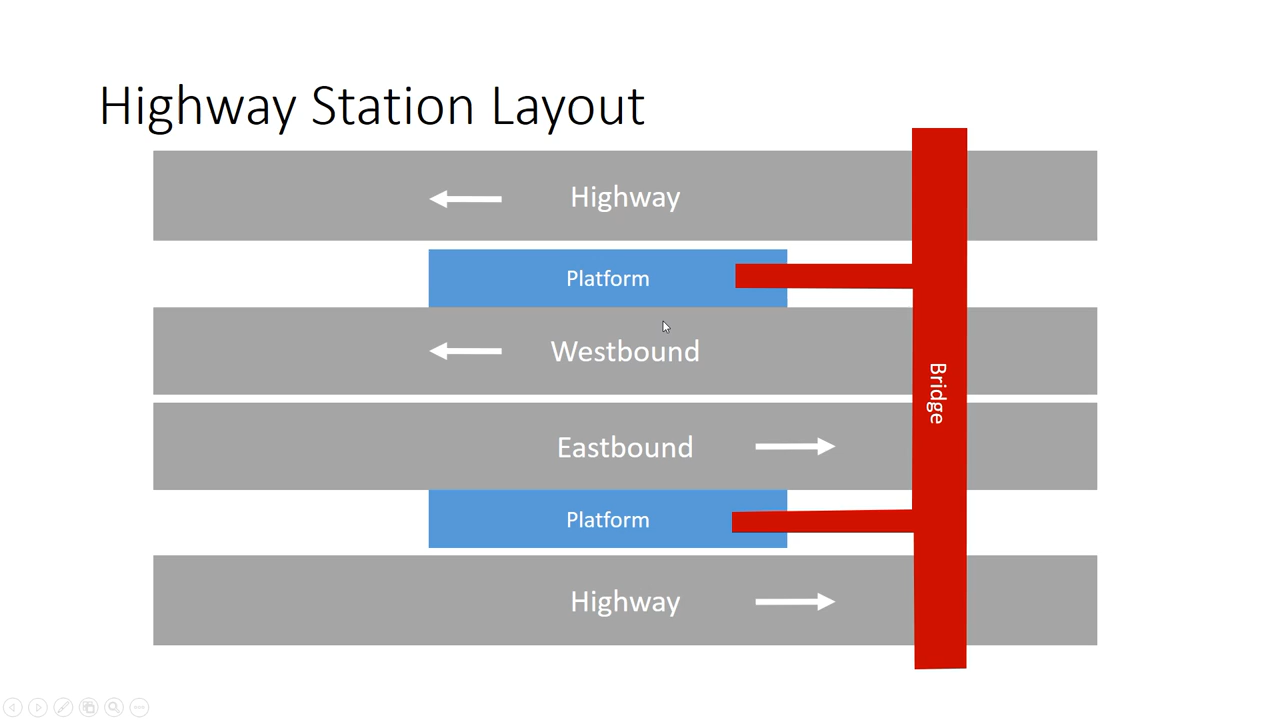 Highway Station Layout
Highway
Platform
Westbound
Bridge
Eastbound
Platform
Highway